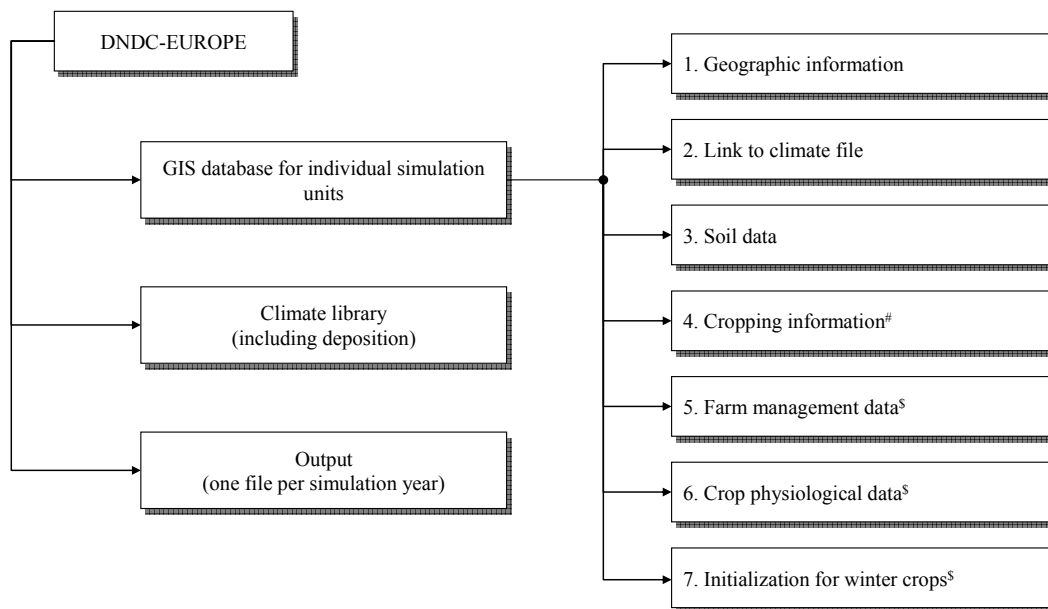 DNDC-EUROPE
GIS database for individual simulation
units
Climate library
(including deposition)
Output
(one file per simulation year)
1. Geographic information
2. Link to climate file
3. Soil data
4. Cropping information#
5. Farm management data$
6. Crop physiological data$
7. Initialization for winter crops$